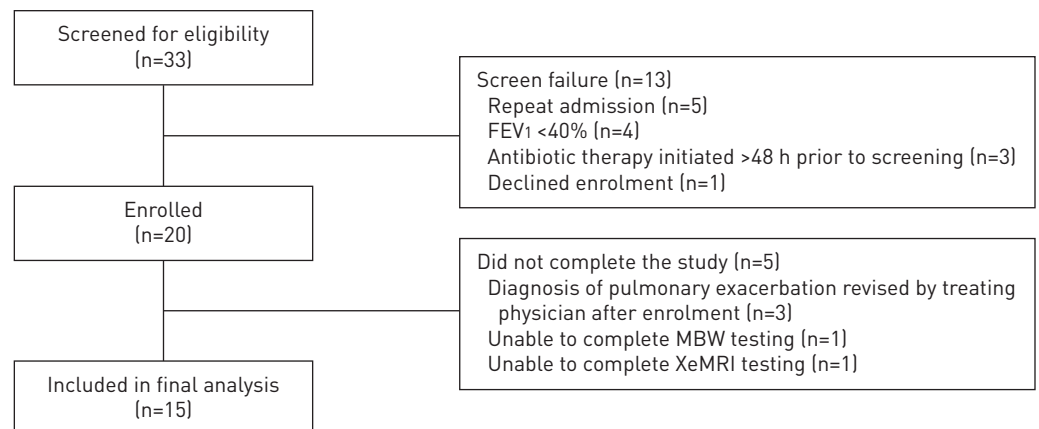 Screened for eligibility
(n=33)
Screen failure (n=13)
Repeat admission (n=5)
FEV1 <40% (n=4)
Antibiotic therapy initiated >48 h prior to screening (n=3)
Declined enrolment (n=1)
Enrolled
(n=20)
Did not complete the study (n=5)
Diagnosis of pulmonary exacerbation revised by treating
physician after enrolment (n=3)
Unable to complete MBW testing (n=1)
Unable to complete XeMRI testing (n=1)
Included in final analysis
(n=15)